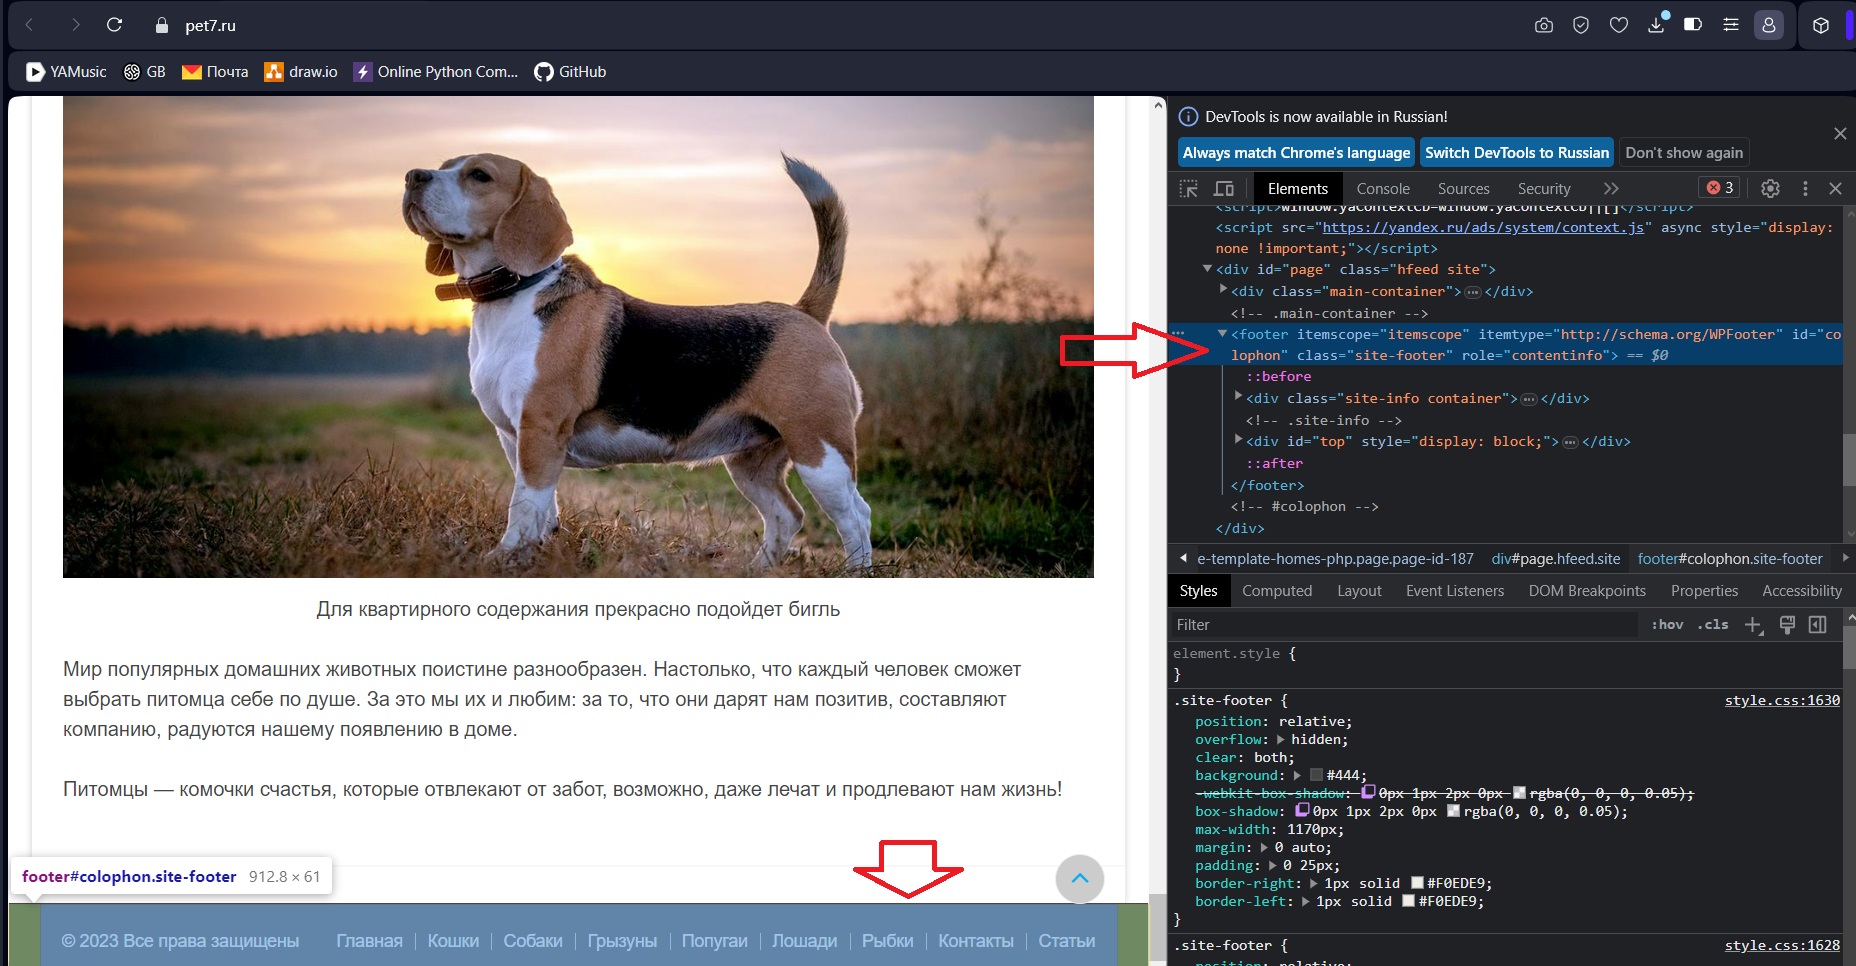 pet7.ru
YAMusic GB Почта draw.io Online Python Com... GitHub
Для квартирного содержания прекрасно подойдет бигль
Мир популярных домашних животных поистине разнообразен. Настолько, что каждый человек сможет
выбрать питомца себе по душе. За это мы их и любим: за то, что они дарят нам позитив, составляют
компанию, радуются нашему появлению в доме.
Питомцы — комочки счастья, которые отвлекают от забот, возможно, даже лечат и продлевают нам жизнь!
footer#colophon.site-footer 912.8 × 61
© 2023 Все права защищены Главная Кошки Собаки Грызуны Попугаи Лошади Рыбки Контакты Статьи
DevTools is now available in Russian!
Always match Chrome's language Switch DevTools to Russian Don't show again
Elements Console Sources Security 3
<script>window.yaContextCb=window.yaContextCb||[]</script>
<script src="https://yandex.ru/ads/system/context.js" async style="display:
none !important;"></script>
<div id="page" class="hfeed site">
<div class="main-container">…</div>
<!-- .main-container -->
<footer itemscope="itemscope" itemtype="http://schema.org/WPFooter" id="co
lophon" class="site-footer" role="contentinfo"> == $0
::before
<div class="site-info container">…</div>
<!-- .site-info -->
<div id="top" style="display: block;">…</div>
::after
</footer>
<!-- #colophon -->
</div>
e-template-homes-php.page.page-id-187 div#page.hfeed.site footer#colophon.site-footer
Styles Computed Layout Event Listeners DOM Breakpoints Properties Accessibility
Filter :hov .cls
element.style {
}
.site-footer { style.css:1630
position: relative;
overflow: hidden;
clear: both;
background: #444;
-webkit-box-shadow: 0px 1px 2px 0px rgba(0, 0, 0, 0.05);
box-shadow: 0px 1px 2px 0px rgba(0, 0, 0, 0.05);
max-width: 1170px;
margin: 0 auto;
padding: 0 25px;
border-right: 1px solid #F0EDE9;
border-left: 1px solid #F0EDE9;
}
.site-footer { style.css:1628
position: relative;